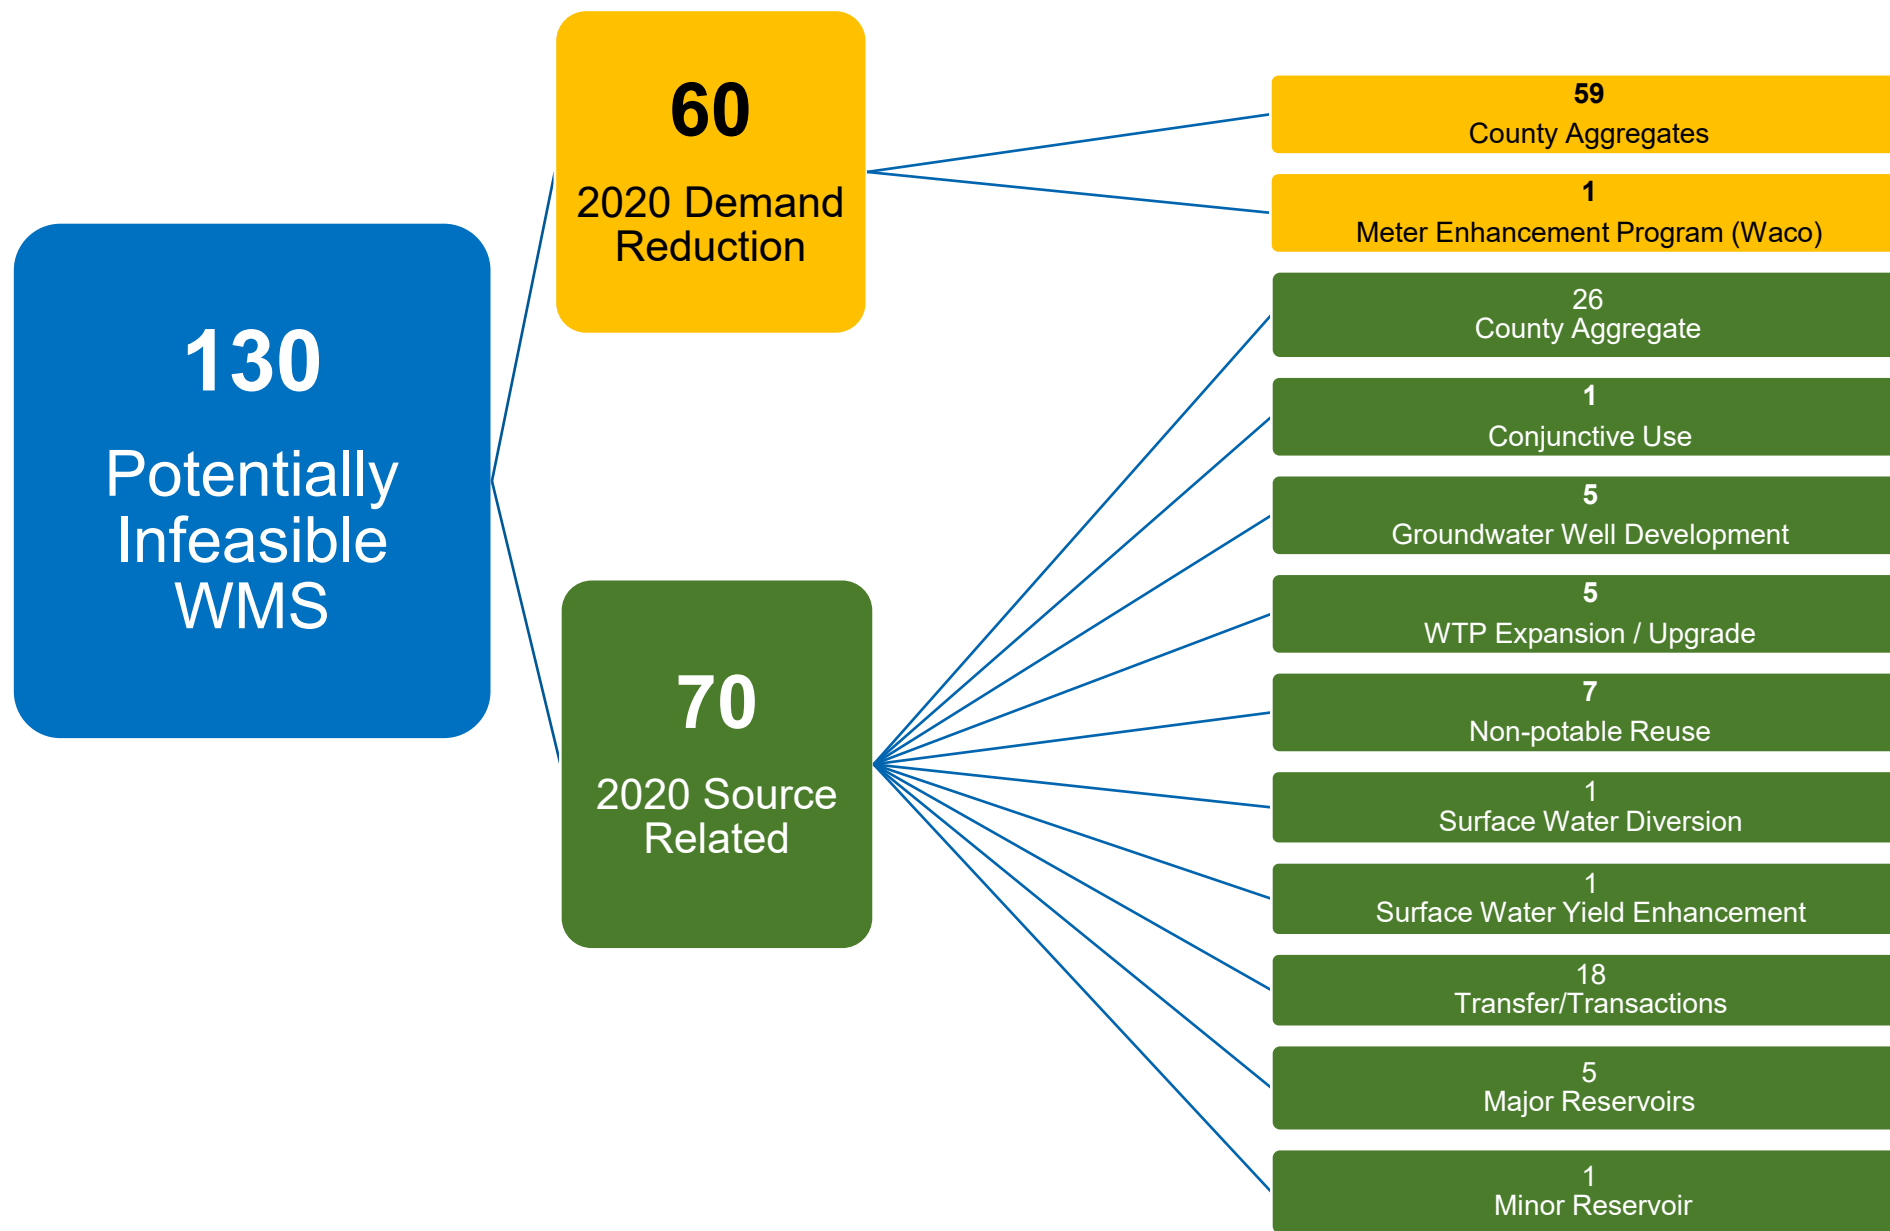 130
Potentially
Infeasible
WMS
60
2020 Demand
Reduction
70
2020 Source
Related
59
County Aggregates
1
Meter Enhancement Program (Waco)
26
County Aggregate
1
Conjunctive Use
5
Groundwater Well Development
5
WTP Expansion / Upgrade
7
Non-potable Reuse
1
Surface Water Diversion
1
Surface Water Yield Enhancement
18
Transfer/Transactions
5
Major Reservoirs
1
Minor Reservoir